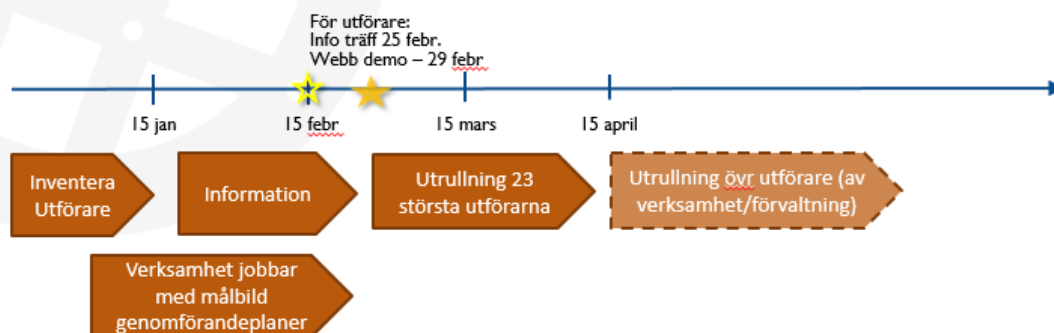 För utförare:
Info träff 25 febr.
Webb demo – 29 febr
15 jan
15 febr
15 mars
15 april
Inventera
Utförare
Information
Utrullning 23
största utförarna
Utrullning övr utförare (av
verksamhet/förvaltning)
Verksamhet jobbar
med målbild
genomförandeplaner